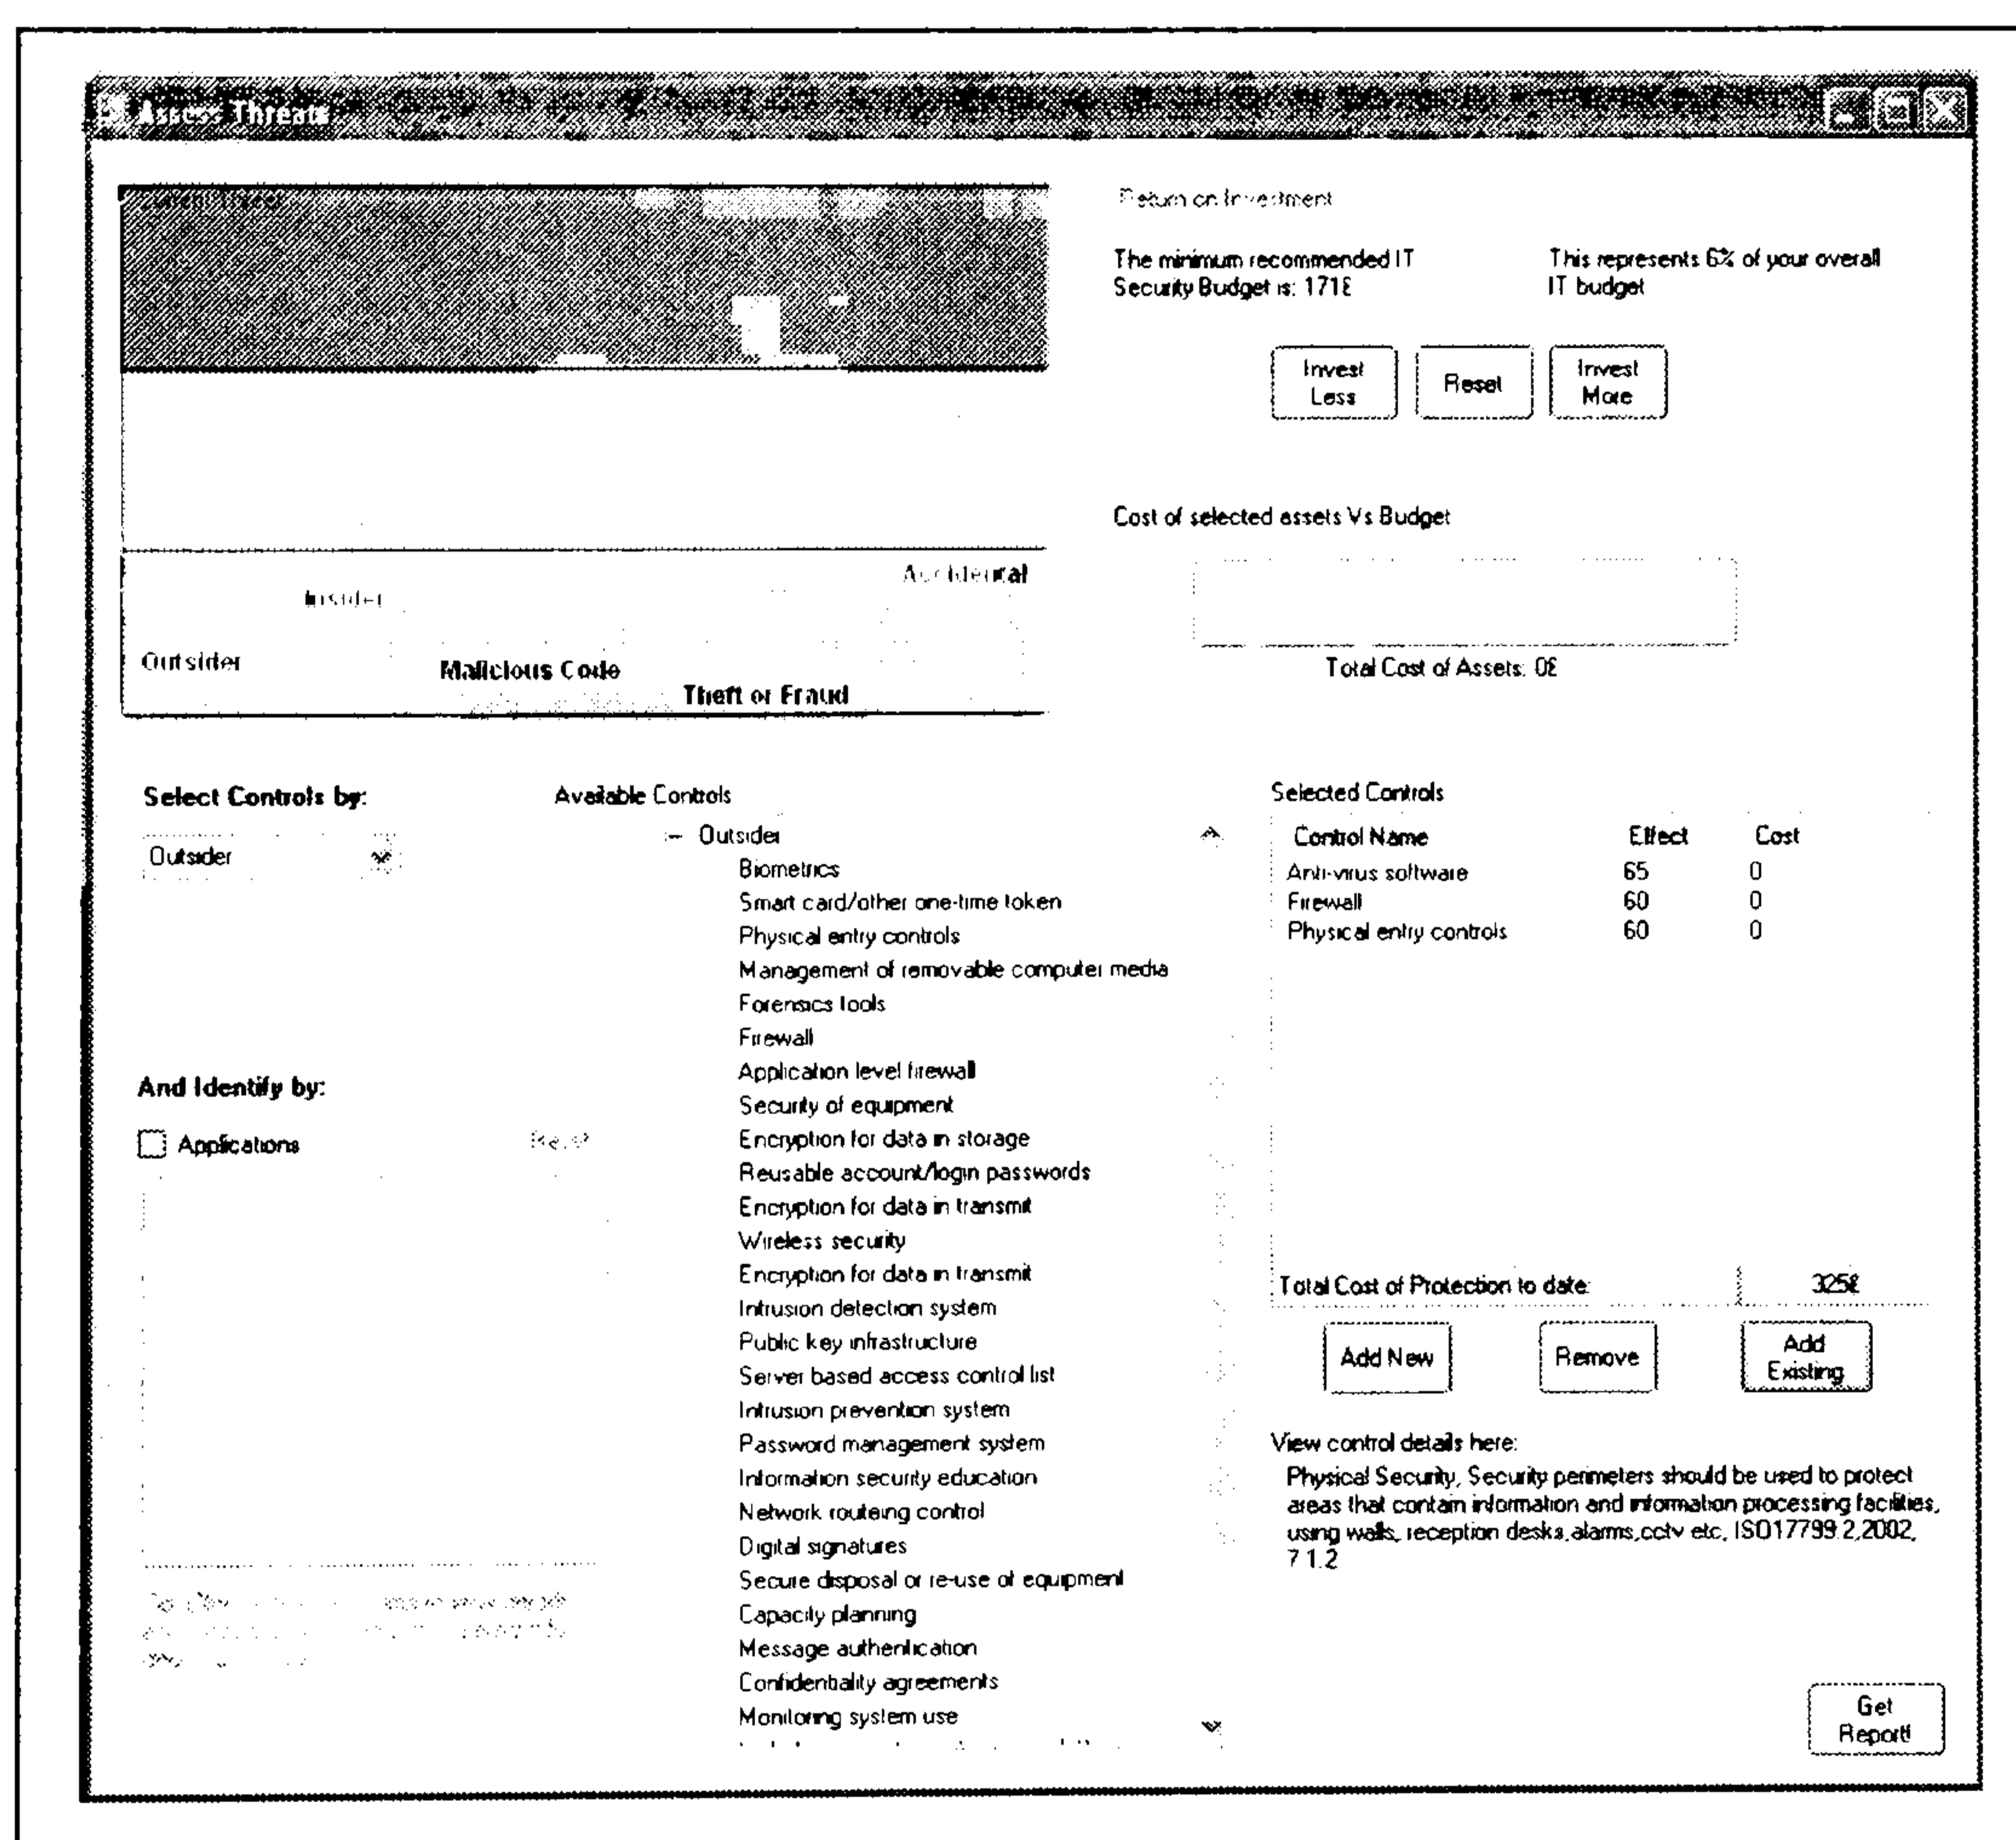 Assess Threats
Return on Investment
The minimum recommended IT
Security Budget is: 171£
This represents 6% of your overall
IT budget
Invest
Less
Reset
Invest
More
Cost of selected assets Vs Budget
Total Cost of Assets: 0£
Accidental
Insider
Outsider
Malicious Code
Theft or Fraud
Select Controls by:
Outsider
And Identify by:
Applications
Available Controls
Outsider
Biometrics
Smart card/other one-time token
Physical entry controls
Management of removable computer media
Forensics tools
Firewall
Application level firewall
Security of equipment
Encryption for data in storage
Reusable account/login passwords
Encryption for data in transmit
Wireless security
Encryption for data in transmit
Intrusion detection system
Public key infrastructure
Server based access control list
Intrusion prevention system
Password management system
Information security education
Network routeing control
Digital signatures
Secure disposal or re-use of equipment
Capacity planning
Message authentication
Confidentiality agreements
Monitoring system use
Selected Controls
Control Name Effect Cost
Anti-virus software 65 0
Firewall 60 0
Physical entry controls 60 0
Total Cost of Protection to date: 325£
Add New
Remove
Add
Existing
View control details here:
Physical Security, Security perimeters should be used to protect
areas that contain information and information processing facilities,
using walls, reception desks,alarms,cctv etc, ISO17799:2,2002,
7.1.2
Get
Report!